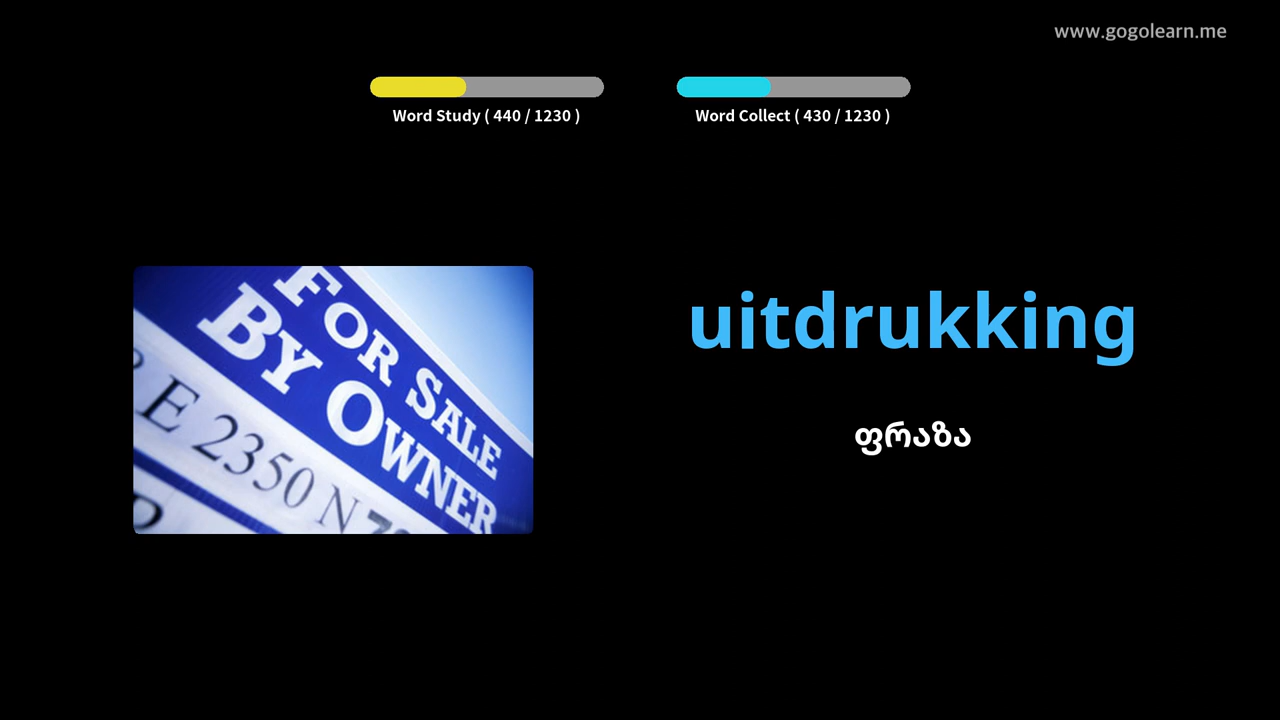 www.gogolearn.me
Word Study ( 440 / 1230 )
Word Collect ( 430 / 1230 )
FOR SALE
BY OWNER
E 2350 N
uitdrukking
ფრაზა